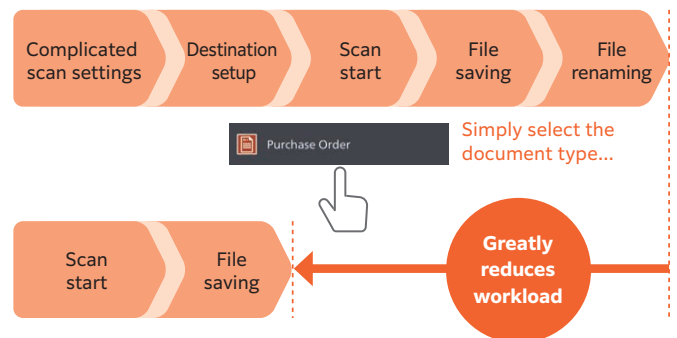 Complicated
scan settings
Destination
setup
Scan
start
File
saving
File
renaming
Purchase Order
Simply select the
document type...
Scan
start
File
saving
Greatly
reduces
workload